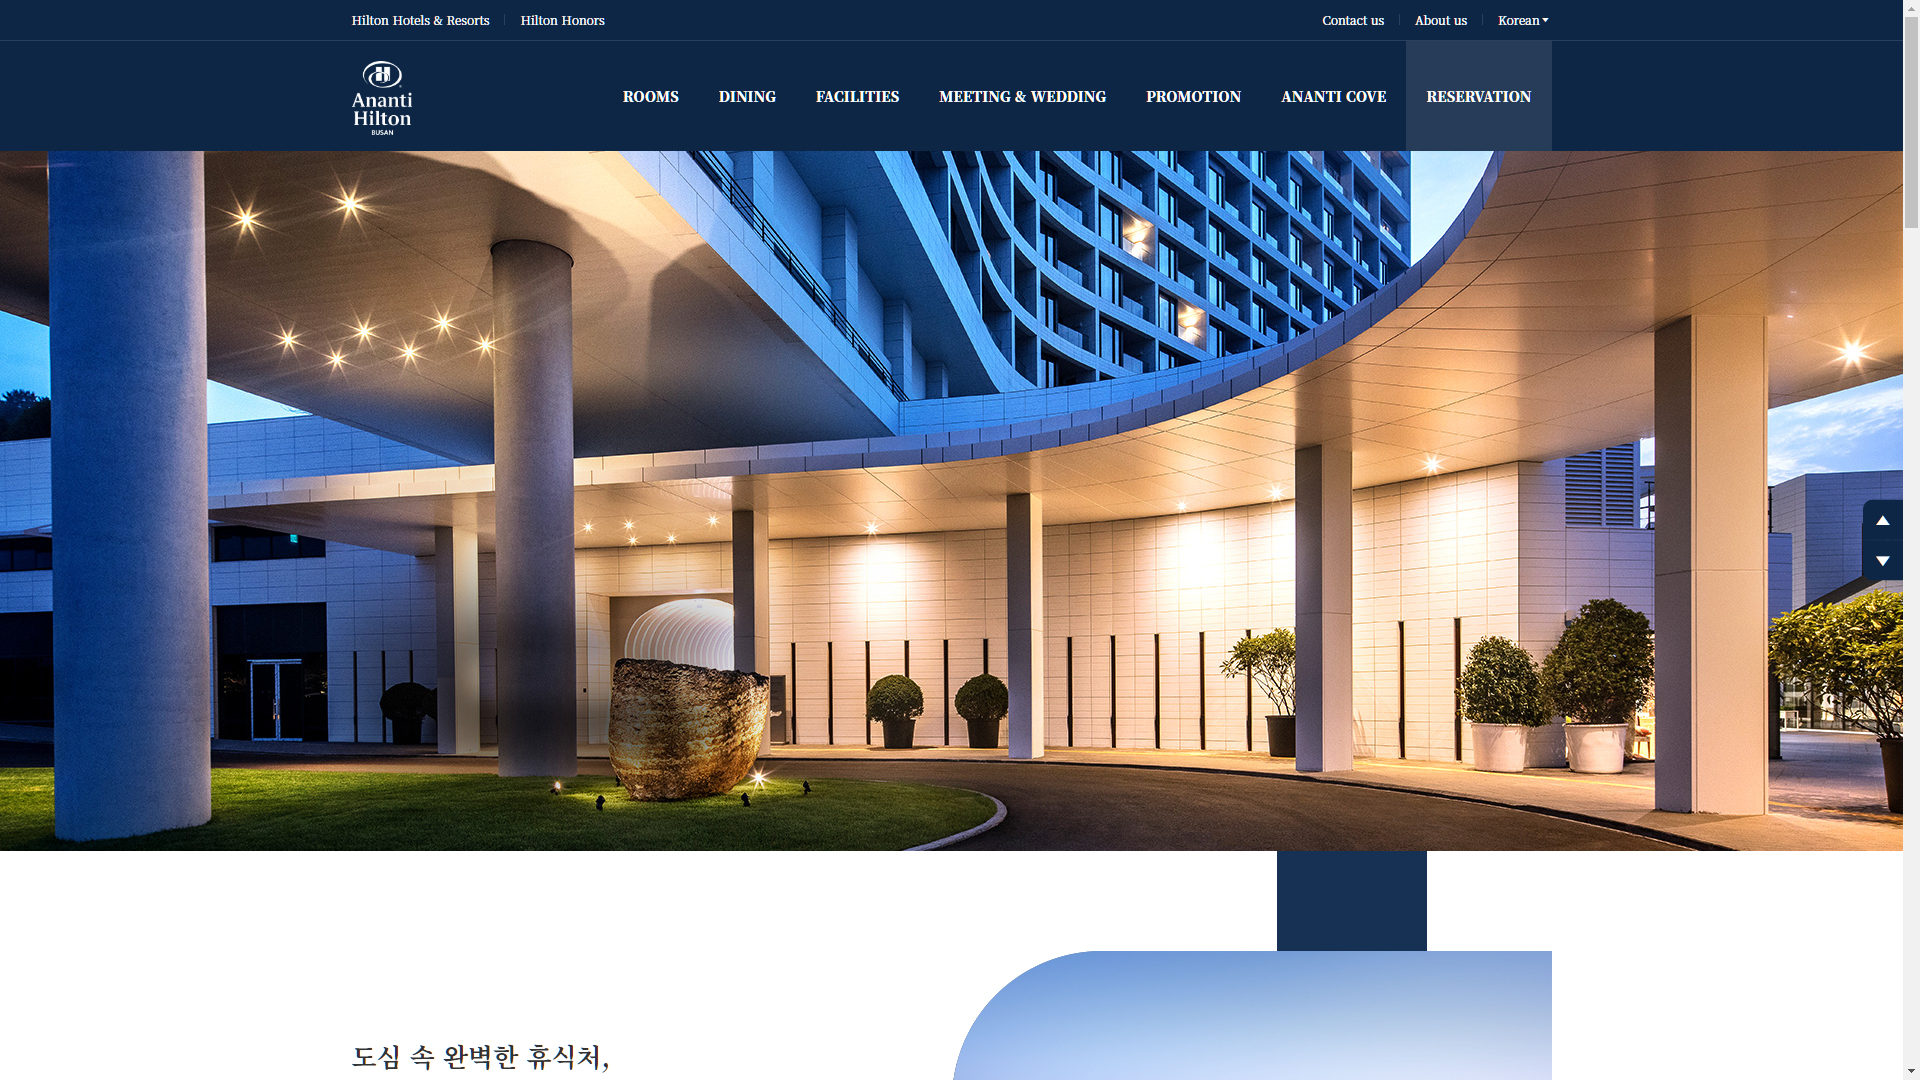 Hilton Hotels & Resorts
Hilton Honors
Contact us
About us
Korean
Ananti
Hilton
BUSAN
ROOMS
DINING
FACILITIES
MEETING & WEDDING
PROMOTION
ANANTI COVE
RESERVATION
도심 속 완벽한 휴식처,